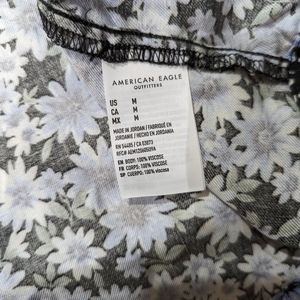 AMERICAN EAGLE
OUTFITTERS
US M
CA M
MX M
MADE IN JORDAN / FABRIQUÉ EN
JORDANIE / HECHO EN JORDANIA
RN 54485 / CA 03873
EN: BODY: 100% VISCOSE
FR: CORPS: 100% VISCOSE
SP: CUERPO: 100% VISCOSA